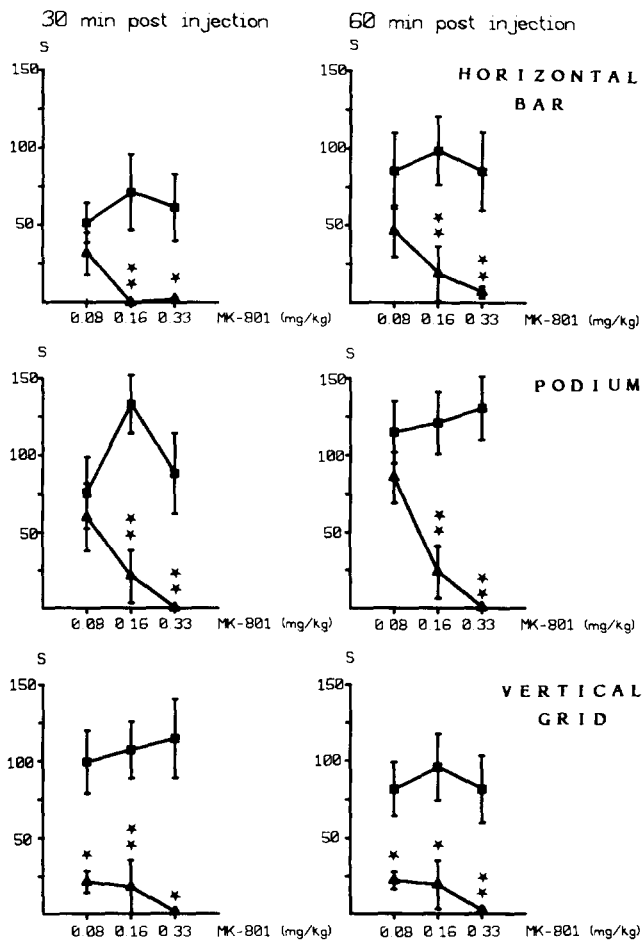 30 min post injection
60 min post injection
S
150
100
50
0.08 0.16 0.33 MK-801 (mg/kg)
S
150
100
50
0.08 0.16 0.33 MK-801 (mg/kg)
HORIZONTAL
BAR
S
150
100
50
0.08 0.16 0.33 MK-801 (mg/kg)
S
150
100
50
0.08 0.16 0.33 MK-801 (mg/kg)
PODIUM
S
150
100
50
0.08 0.16 0.33 MK-801 (mg/kg)
S
150
100
50
0.08 0.16 0.33 MK-801 (mg/kg)
VERTICAL
GRID